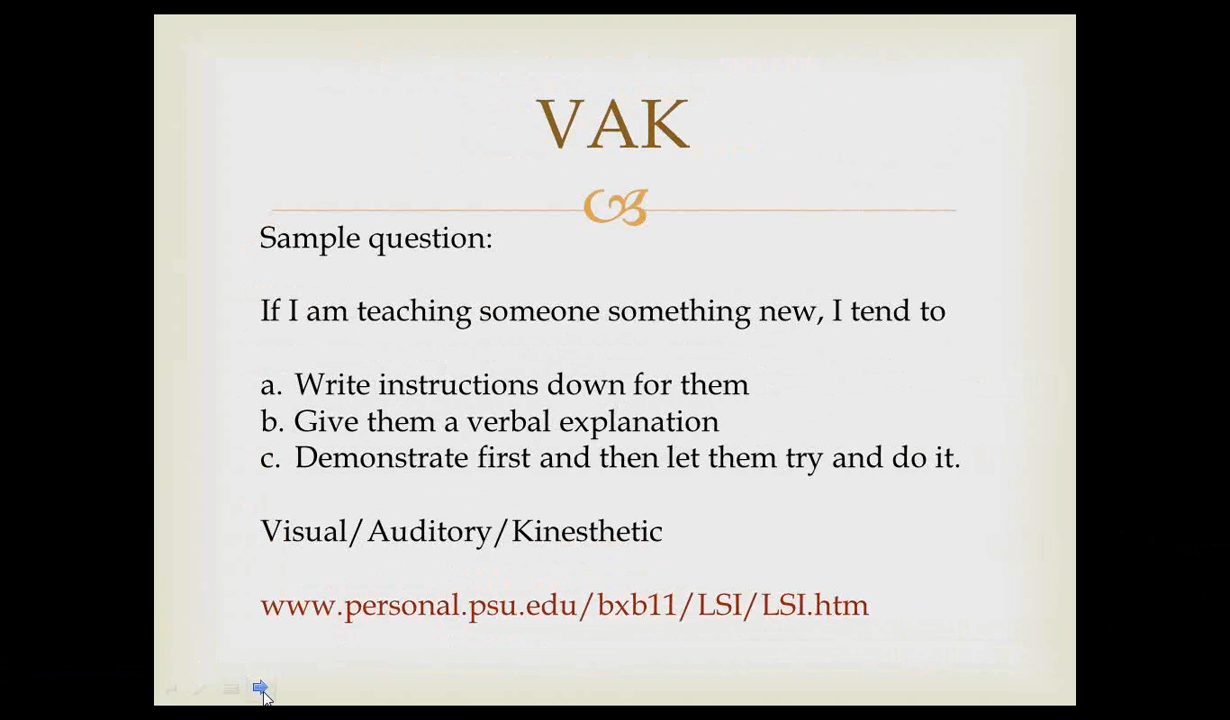 VAK
Sample question:
If I am teaching someone something new, I tend to
a. Write instructions down for them
b. Give them a verbal explanation
c. Demonstrate first and then let them try and do it.
Visual/Auditory/Kinesthetic
www.personal.psu.edu/bxb11/LSI/LSI.htm